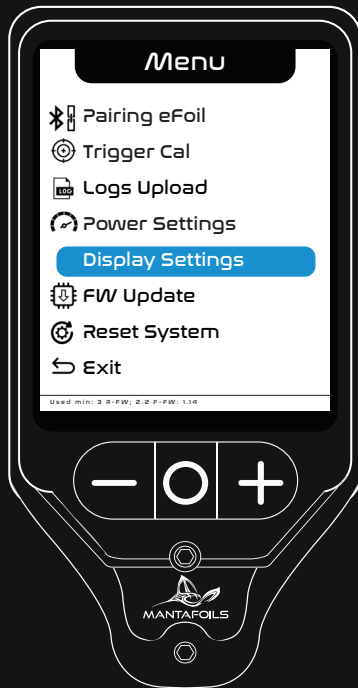 Menu
Pairing eFoil
Trigger Cal
LOG
Logs Upload
Power Settings
Display Settings
FW Update
Reset System
Exit
Used min: 3 R-FW; 2.2 F-FW: 1.14
MANTAFOILS